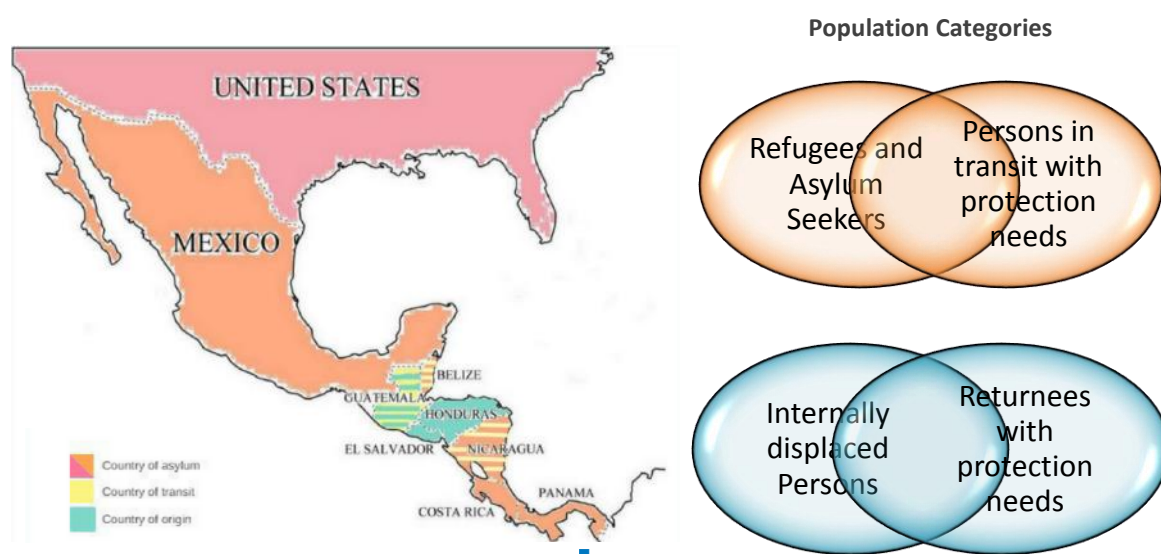 Population Categories
UNITED STATES
MEXICO
BELIZE
GUATEMALA
HONDURAS
EL SALVADOR
NICARAGUA
PANAMA
COSTA RICA
Country of asylum
Country of transit
Country of origin
Refugees and
Asylum
Seekers
Persons in
transit with
protection
needs
Internally
displaced
Persons
Returnees
with
protection
needs